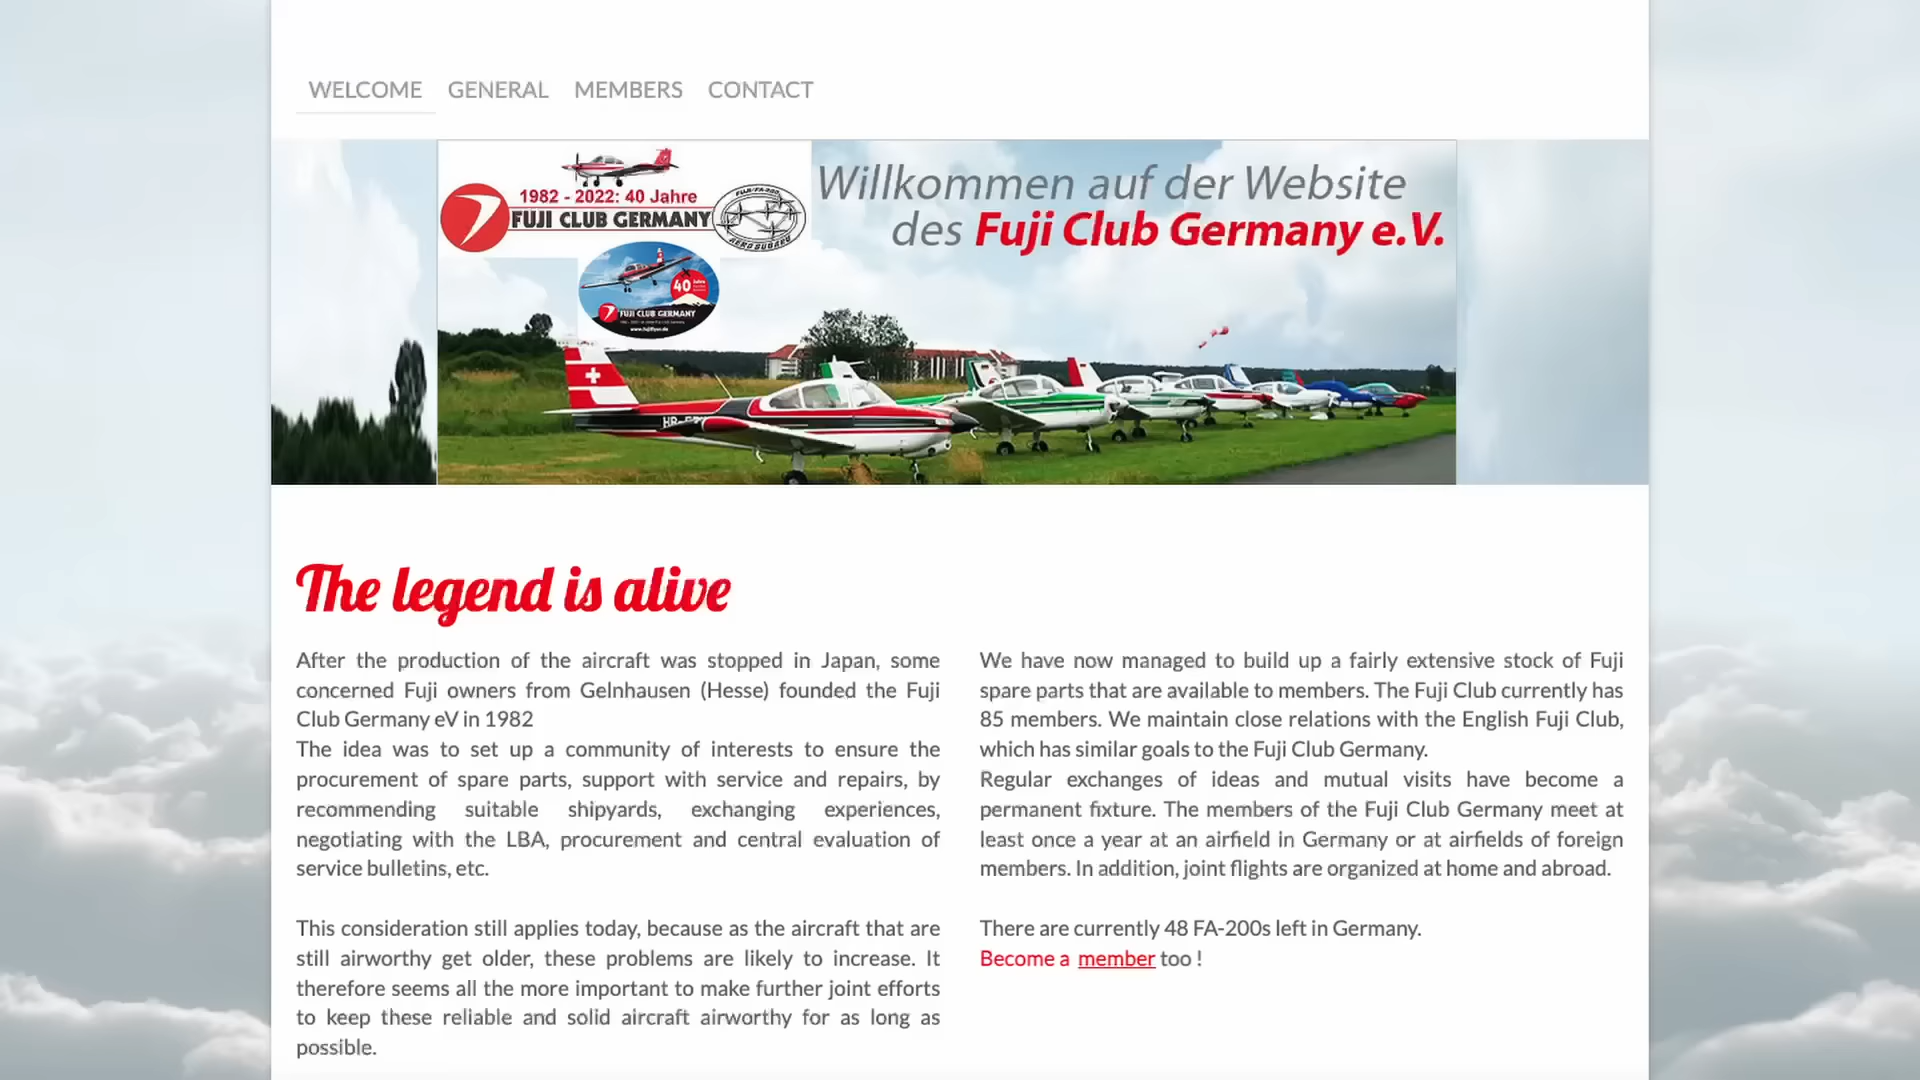 WELCOME GENERAL MEMBERS CONTACT
1982 - 2022: 40 Jahre
FUJI CLUB GERMANY
FUJI FA-200
AERO SUBARU
40 Jahre
FUJI CLUB GERMANY
Willkommen auf der Website
des Fuji Club Germany e.V.
The legend is alive
After the production of the aircraft was stopped in Japan, some
concerned Fuji owners from Gelnhausen (Hesse) founded the Fuji
Club Germany eV in 1982
The idea was to set up a community of interests to ensure the
procurement of spare parts, support with service and repairs, by
recommending suitable shipyards, exchanging experiences,
negotiating with the LBA, procurement and central evaluation of
service bulletins, etc.
This consideration still applies today, because as the aircraft that are
still airworthy get older, these problems are likely to increase. It
therefore seems all the more important to make further joint efforts
to keep these reliable and solid aircraft airworthy for as long as
possible.
We have now managed to build up a fairly extensive stock of Fuji
spare parts that are available to members. The Fuji Club currently has
85 members. We maintain close relations with the English Fuji Club,
which has similar goals to the Fuji Club Germany.
Regular exchanges of ideas and mutual visits have become a
permanent fixture. The members of the Fuji Club Germany meet at
least once a year at an airfield in Germany or at airfields of foreign
members. In addition, joint flights are organized at home and abroad.
There are currently 48 FA-200s left in Germany.
Become a member too !